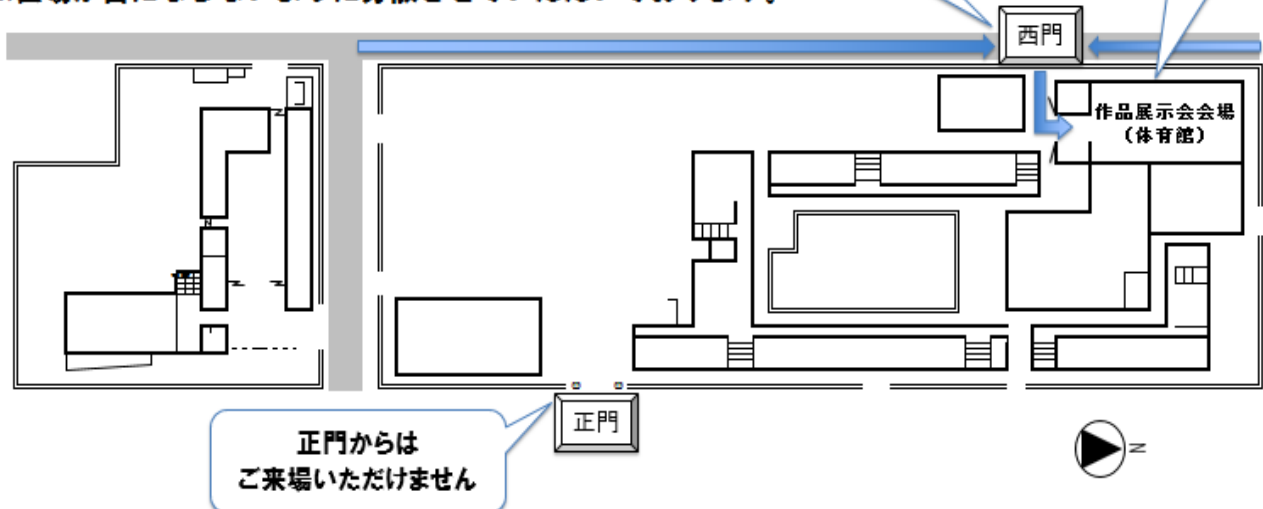 西門
作品展示会会場
（体育館）
正門
正門からは
ご来場いただけません
N